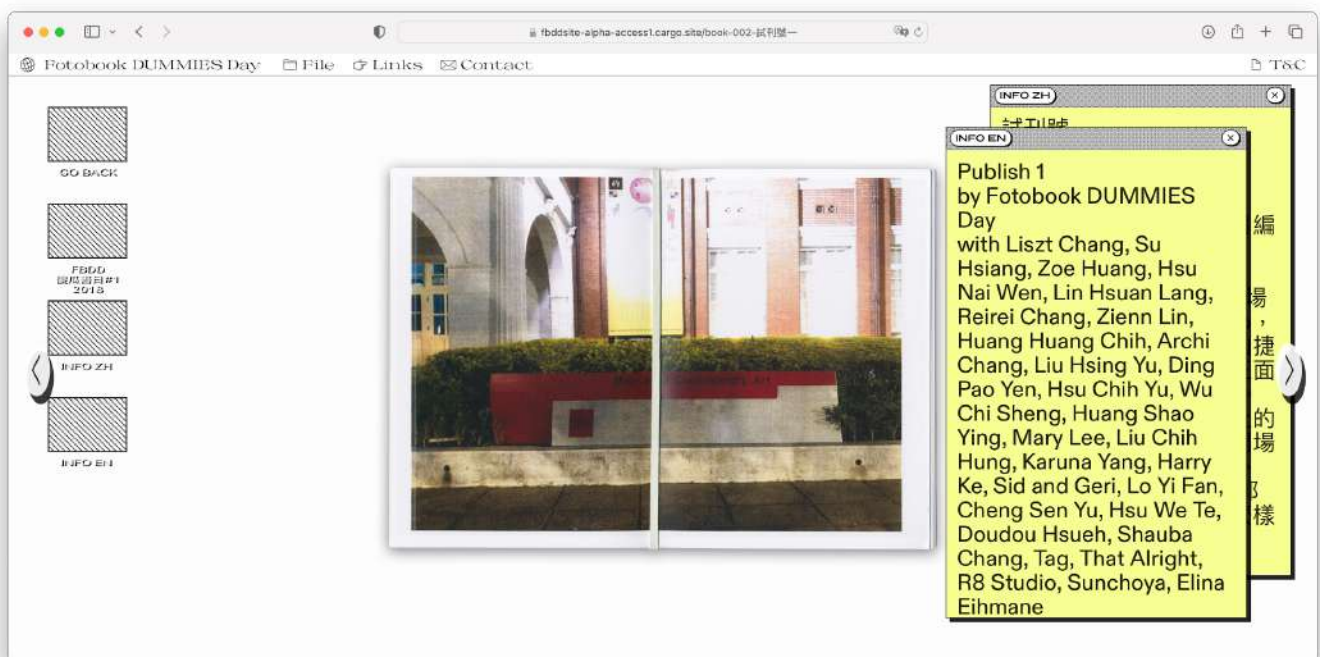 fbddsite-alpha-access1.cargo.site/book-002-試刊號一
Fotobook DUMMIES Day
File
Links
Contact
T&C
GO BACK
FBDD
2018
INFO ZH
INFO EN
INFO ZH
試刊號
編
場，
捷
面
的
場
樣
INFO EN
Publish 1
by Fotobook DUMMIES
Day
with Liszt Chang, Su
Hsiang, Zoe Huang, Hsu
Nai Wen, Lin Hsuan Lang,
Reirei Chang, Zienn Lin,
Huang Huang Chih, Archi
Chang, Liu Hsing Yu, Ding
Pao Yen, Hsu Chih Yu, Wu
Chi Sheng, Huang Shao
Ying, Mary Lee, Liu Chih
Hung, Karuna Yang, Harry
Ke, Sid and Geri, Lo Yi Fan,
Cheng Sen Yu, Hsu We Te,
Doudou Hsueh, Shauba
Chang, Tag, That Alright,
R8 Studio, Sunchoya, Elina
Eihmane